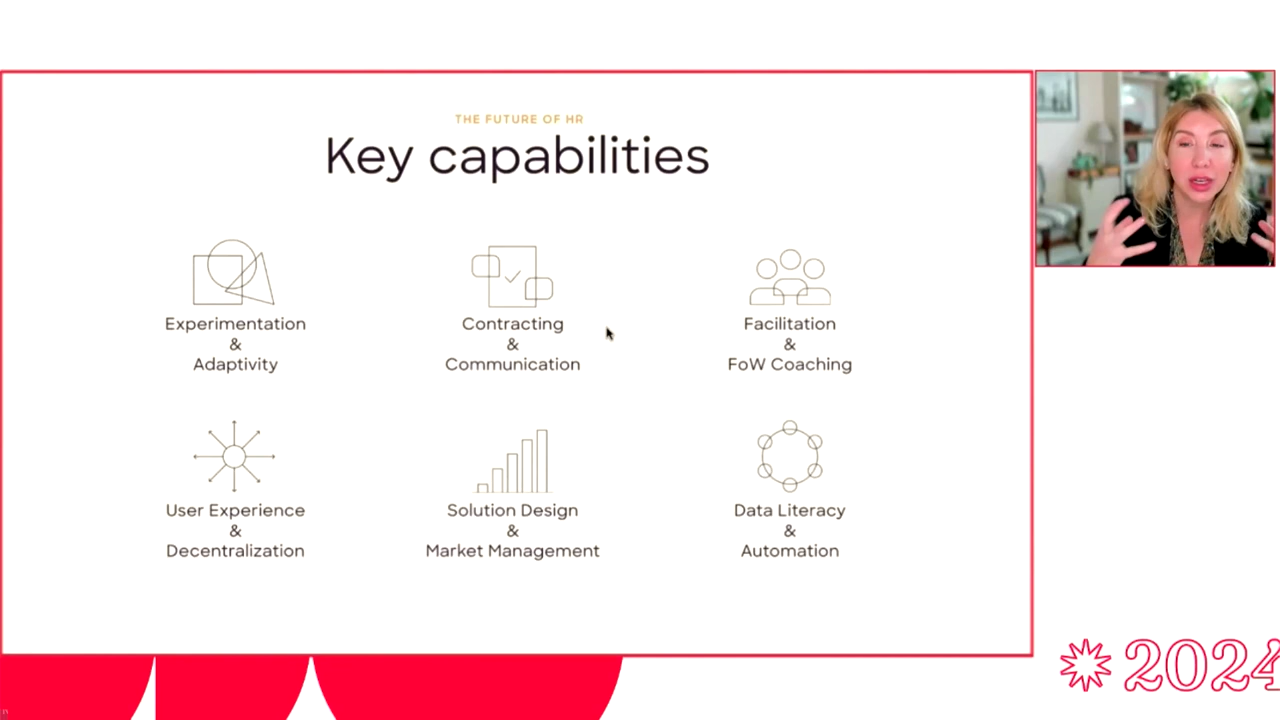 THE FUTURE OF HR
Key capabilities
Experimentation
&
Adaptivity
Contracting
&
Communication
Facilitation
&
FoW Coaching
User Experience
&
Decentralization
Solution Design
&
Market Management
Data Literacy
&
Automation
2024